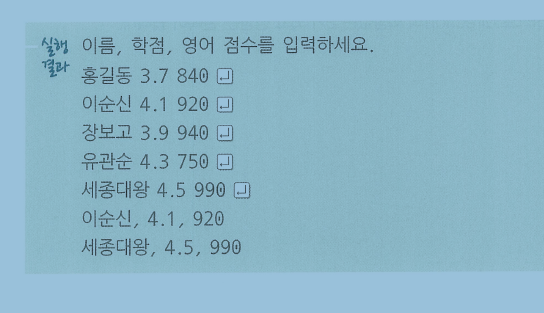 실행
결과
이름, 학점, 영어 점수를 입력하세요.
홍길동 3.7 840 ↵
이순신 4.1 920 ↵
장보고 3.9 940 ↵
유관순 4.3 750 ↵
세종대왕 4.5 990 ↵
이순신, 4.1, 920
세종대왕, 4.5, 990